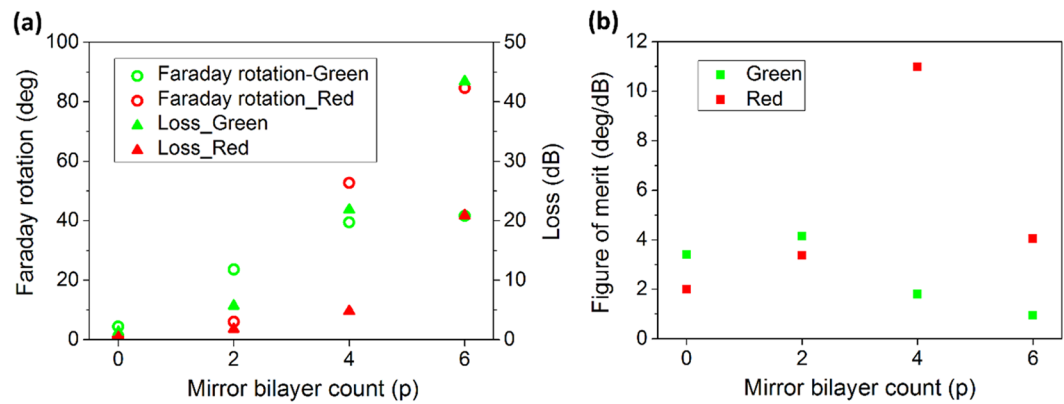 (a)
100
80
60
40
20
0
Faraday rotation (deg)
Faraday rotation-Green
Faraday rotation_Red
Loss_Green
Loss_Red
50
40
30
20
10
0
Loss (dB)
0 2 4 6
Mirror bilayer count (p)
(b)
12
10
8
6
4
2
0
Figure of merit (deg/dB)
Green
Red
0 2 4 6
Mirror bilayer count (p)